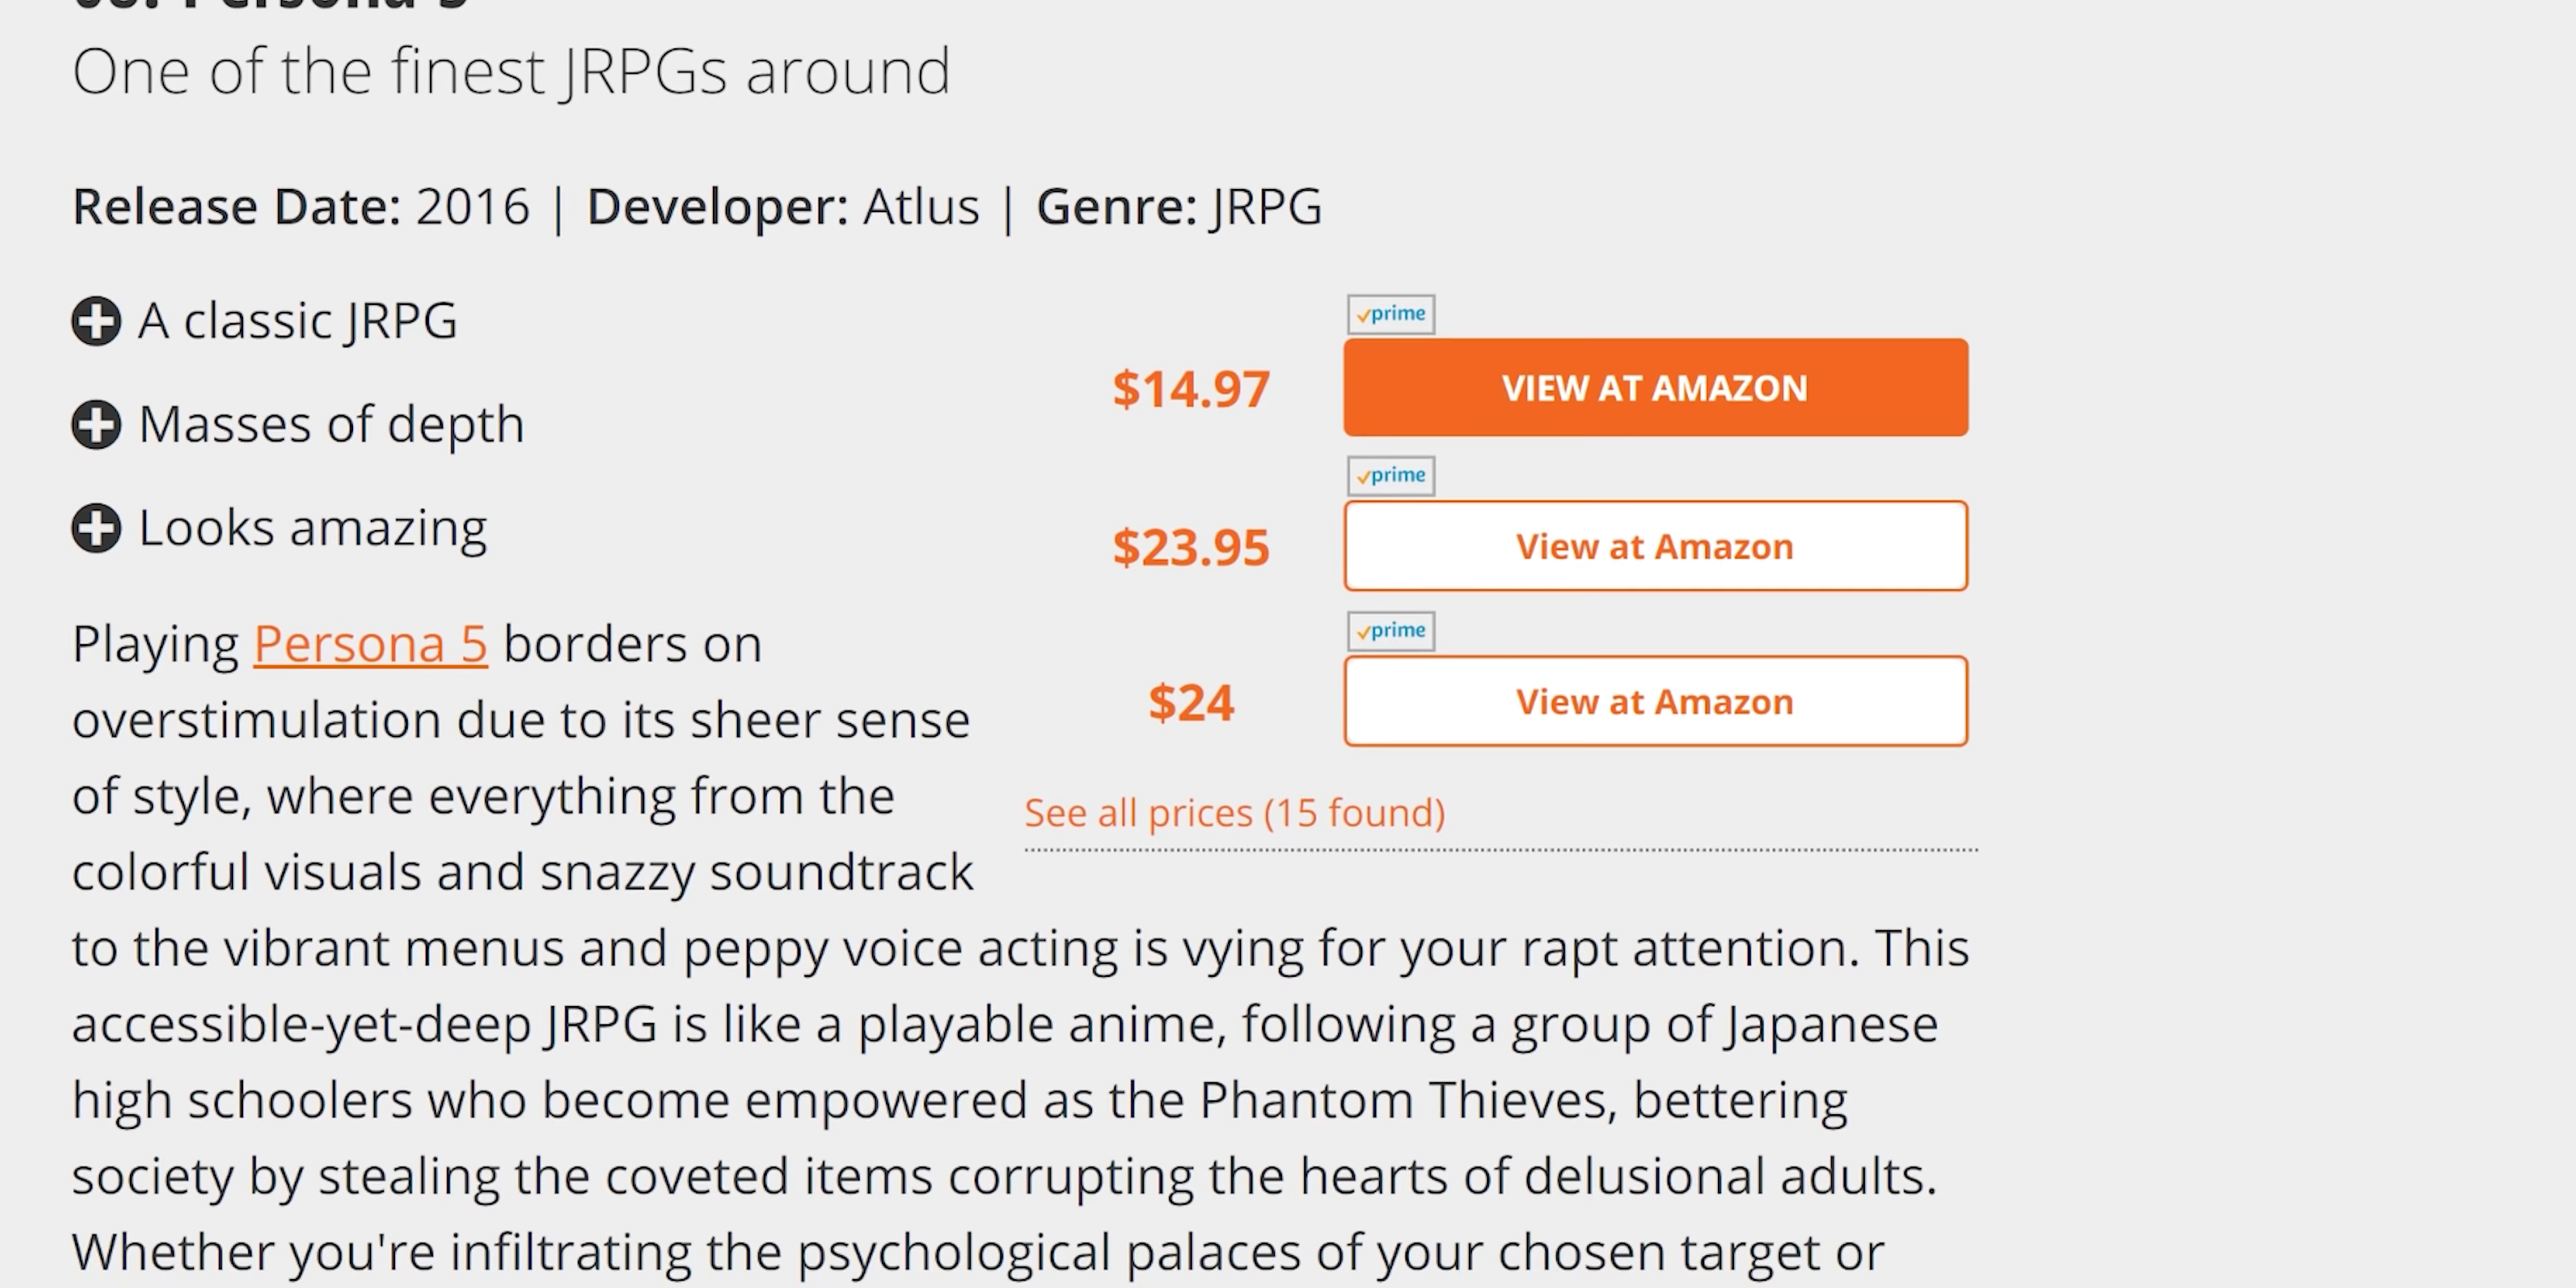 08. Persona 5
One of the finest JRPGs around
Release Date: 2016 | Developer: Atlus | Genre: JRPG
A classic JRPG
Masses of depth
Looks amazing
prime
$14.97 VIEW AT AMAZON
prime
$23.95 View at Amazon
prime
$24 View at Amazon
See all prices (15 found)
Playing Persona 5 borders on
overstimulation due to its sheer sense
of style, where everything from the
colorful visuals and snazzy soundtrack
to the vibrant menus and peppy voice acting is vying for your rapt attention. This
accessible-yet-deep JRPG is like a playable anime, following a group of Japanese
high schoolers who become empowered as the Phantom Thieves, bettering
society by stealing the coveted items corrupting the hearts of delusional adults.
Whether you're infiltrating the psychological palaces of your chosen target or